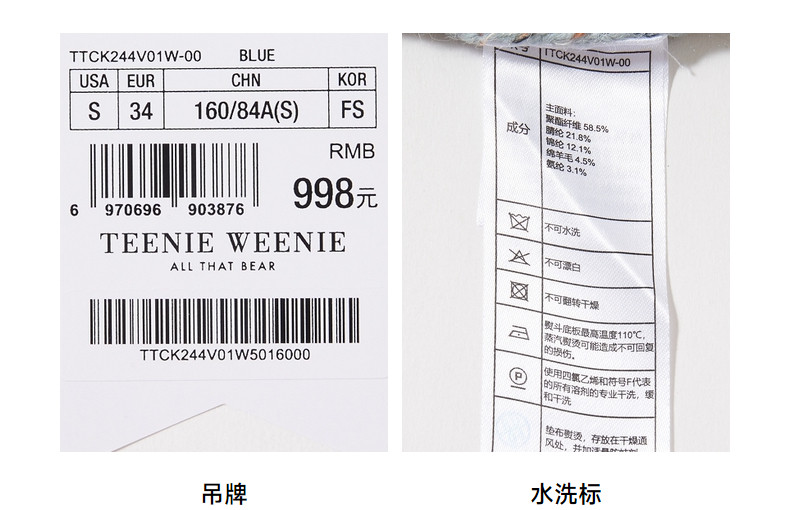 TTCK244V01W-00 BLUE
USA EUR CHN KOR
S 34 160/84A(S) FS
RMB
998元
6 970696 903876
TEENIE WEENIE
ALL THAT BEAR
TTCK244V01W5016000
吊牌
TTCK244V01W-00
成分
主面料:
聚酯纤维 58.5%
腈纶 21.8%
锦纶 12.1%
绵羊毛 4.5%
氨纶 3.1%
不可水洗
不可漂白
不可翻转干燥
熨斗底板最高温度110℃,
蒸汽熨烫可能造成不可回复
的损伤。
P
使用四氯乙烯和符号F代表
的所有溶剂的专业干洗，缓
和干洗
垫布熨烫，存放在干燥通
风处，并加适量防蛀剂
水洗标